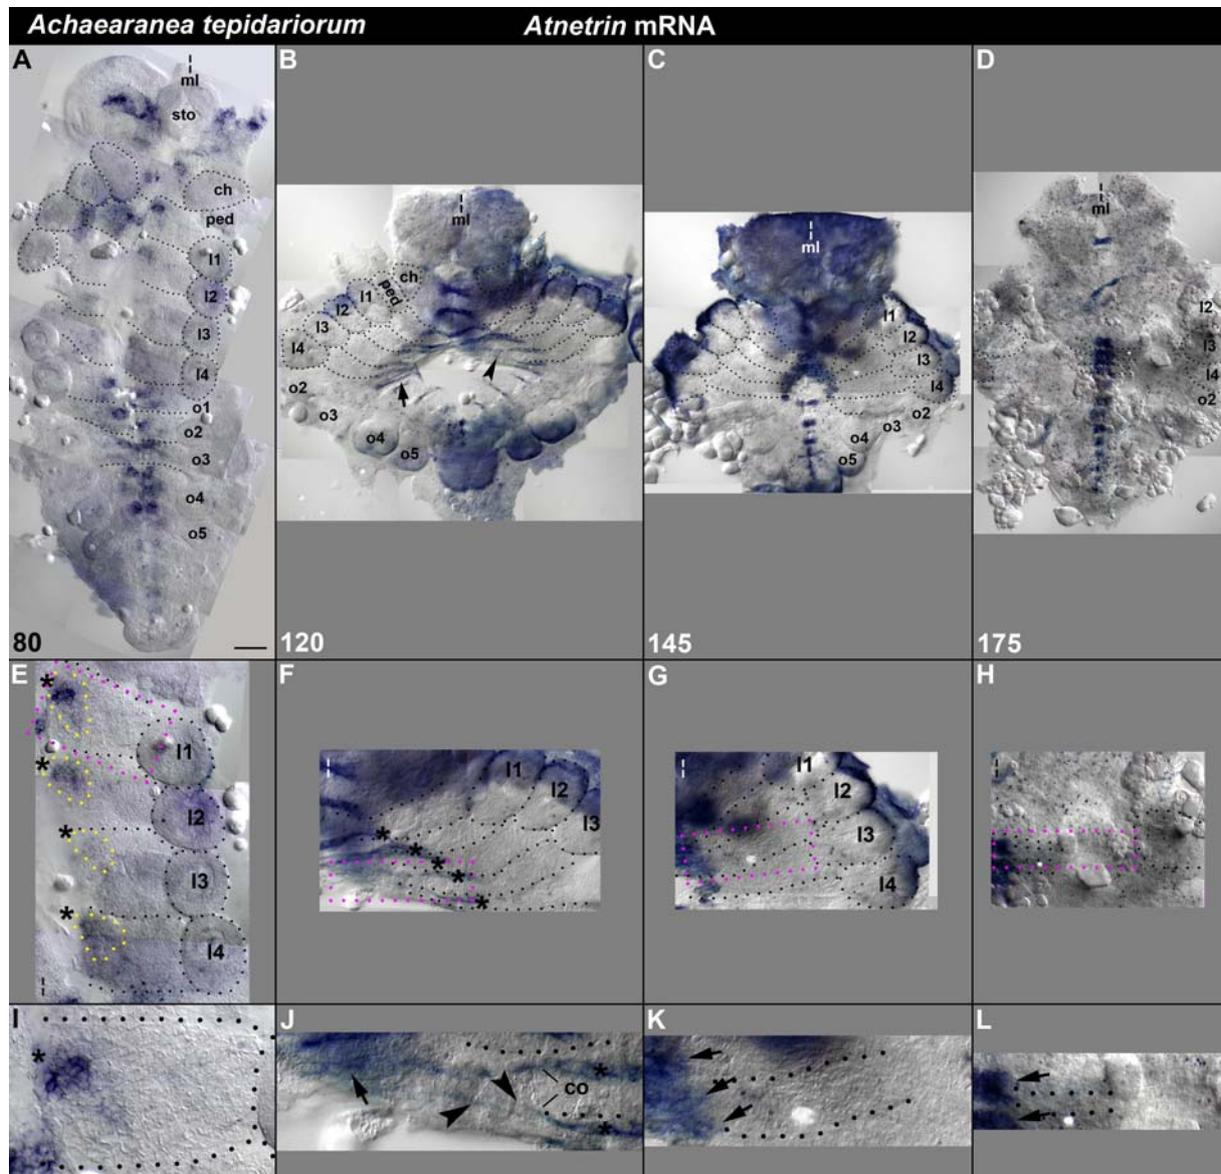 Achaearanea tepidariorum Atnetrin mRNA
A B C D
ml
sto
ch
ped
l1
l2
l3
l4
o1
o2
o3
o4
o5
80
ml
ch
ped
l1
l2
l3
l4
o2
o3
o4
o5
120
ml
l1
l2
l3
l4
o2
o3
o4
o5
145
ml
l2
l3
l4
o2
175
E F G H
*
*
*
*
l1
l2
l3
l4
l1
l2
l3
*
*
*
*
*
l1
l2
l3
l4
I J K L
*
co
*
*